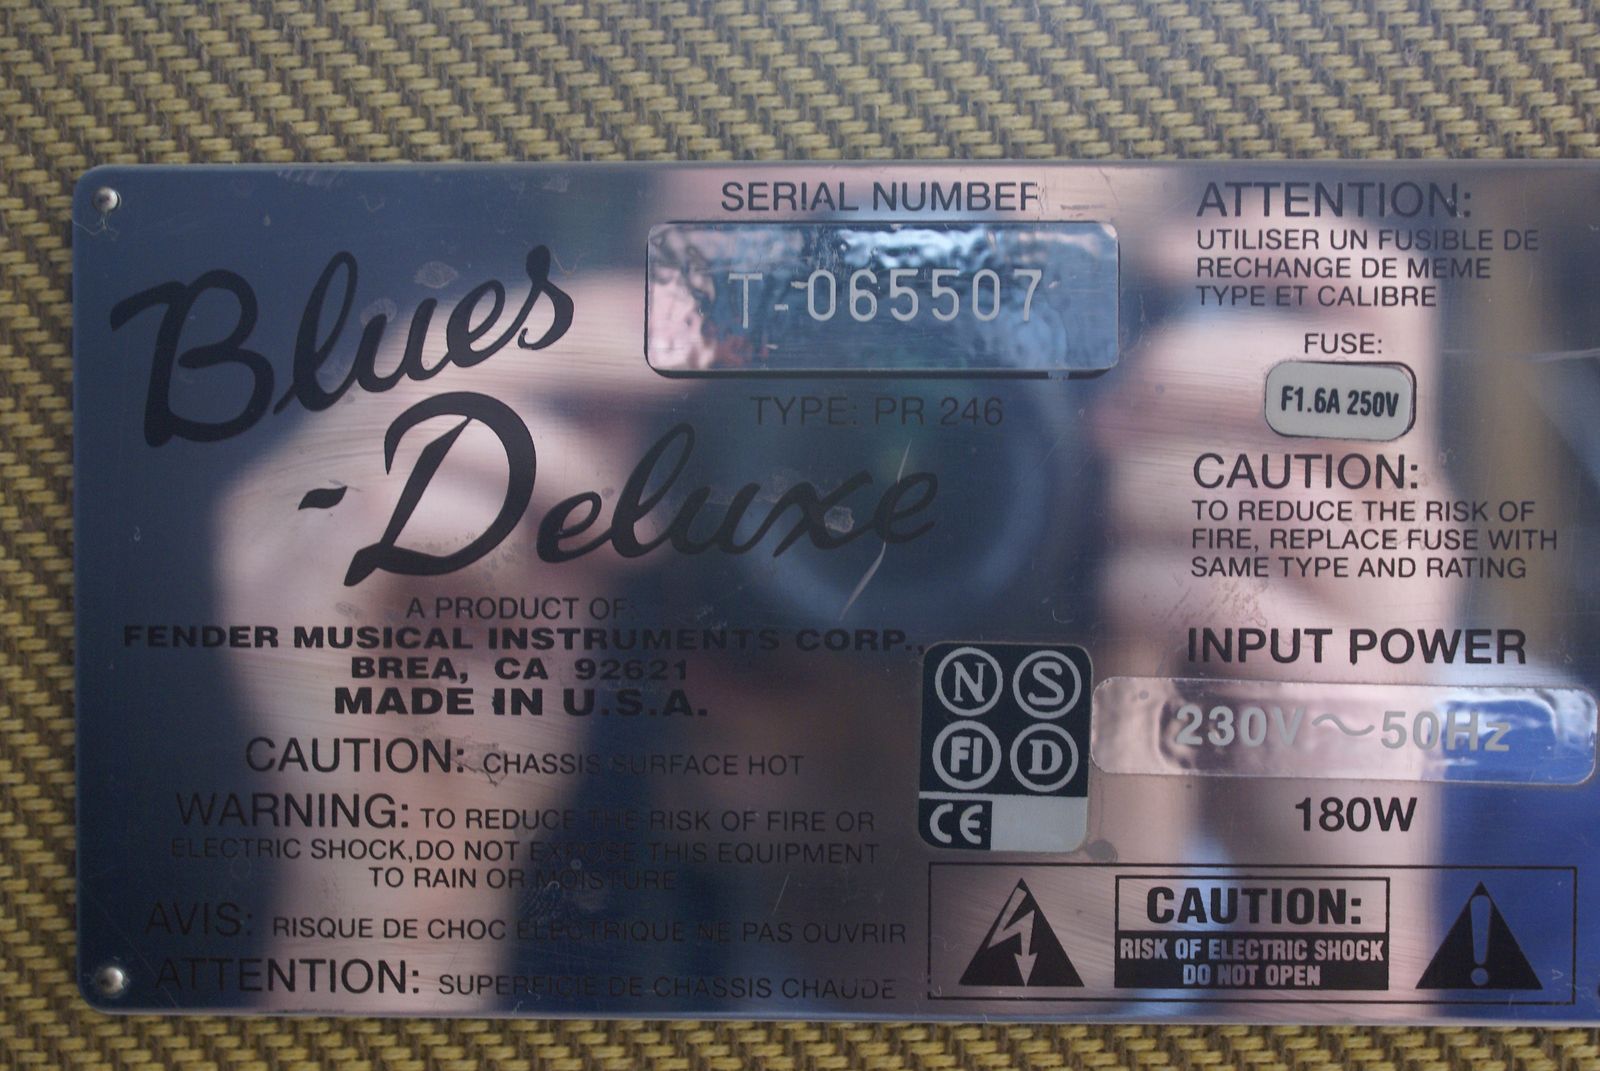 Blues
-Deluxe
SERIAL NUMBER
T-065507
TYPE: PR 246
A PRODUCT OF:
FENDER MUSICAL INSTRUMENTS CORP.,
BREA, CA 92621
MADE IN U.S.A.
CAUTION: CHASSIS SURFACE HOT
WARNING: TO REDUCE THE RISK OF FIRE OR
ELECTRIC SHOCK,DO NOT EXPOSE THIS EQUIPMENT
TO RAIN OR MOISTURE
AVIS: RISQUE DE CHOC ELECTRIQUE NE PAS OUVRIR
ATTENTION: SUPERFICIE DE CHASSIS CHAUDE
N S
FI D
CE
ATTENTION:
UTILISER UN FUSIBLE DE
RECHANGE DE MEME
TYPE ET CALIBRE
FUSE:
F1.6A 250V
CAUTION:
TO REDUCE THE RISK OF
FIRE, REPLACE FUSE WITH
SAME TYPE AND RATING
INPUT POWER
230V~50Hz
180W
CAUTION:
RISK OF ELECTRIC SHOCK
DO NOT OPEN